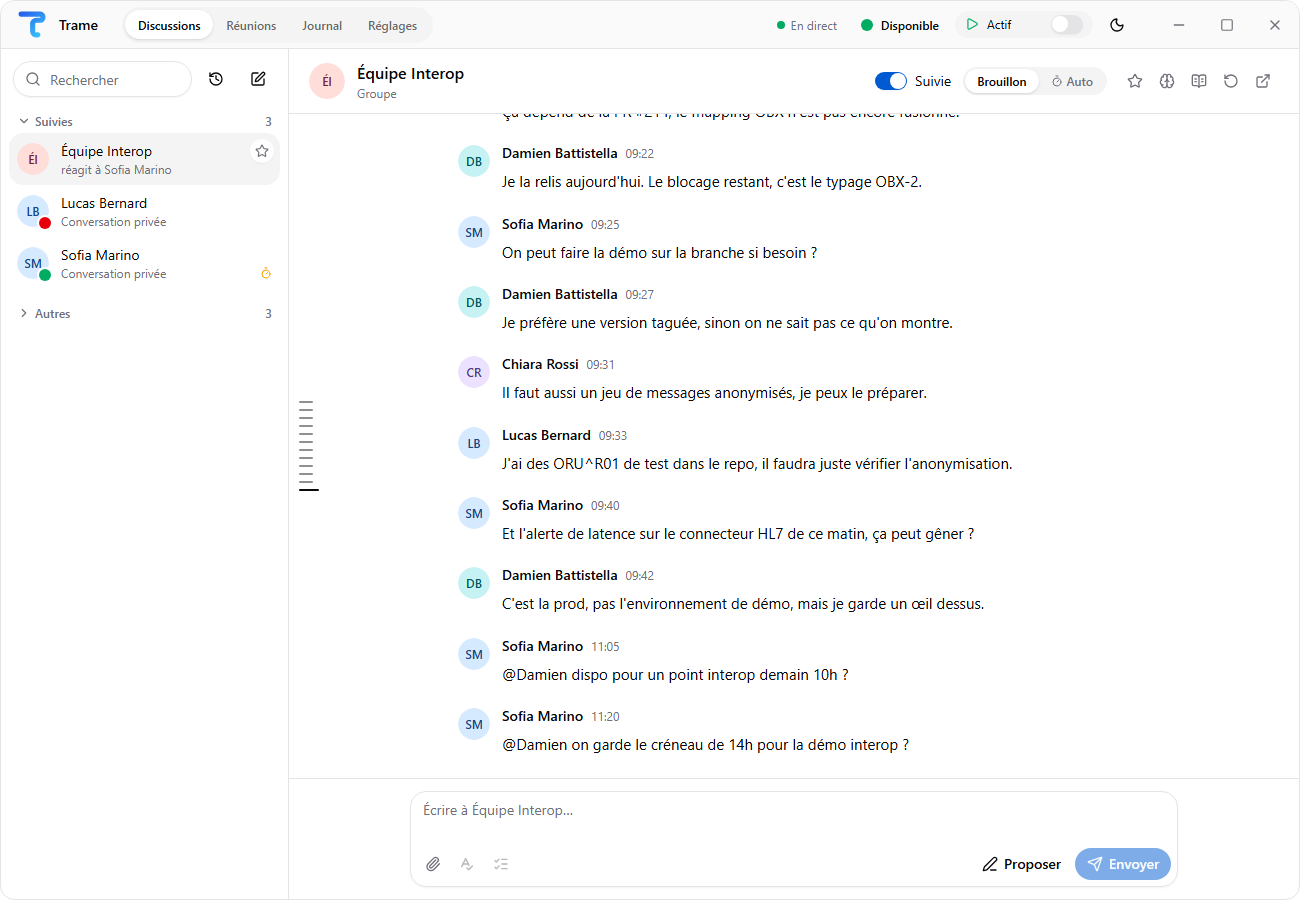 Trame
Discussions
Réunions
Journal
Réglages
En direct
Disponible
Actif
Rechercher
Suivies
3
ÉI
Équipe Interop
réagit à Sofia Marino
LB
Lucas Bernard
Conversation privée
SM
Sofia Marino
Conversation privée
Autres
3
ÉI
Équipe Interop
Groupe
Suivie
Brouillon
Auto
le mapping OBX n'est pas encore fusionné.
DB
Damien Battistella 09:22
Je la relis aujourd'hui. Le blocage restant, c'est le typage OBX-2.
SM
Sofia Marino 09:25
On peut faire la démo sur la branche si besoin ?
DB
Damien Battistella 09:27
Je préfère une version taguée, sinon on ne sait pas ce qu'on montre.
CR
Chiara Rossi 09:31
Il faut aussi un jeu de messages anonymisés, je peux le préparer.
LB
Lucas Bernard 09:33
J'ai des ORU^R01 de test dans le repo, il faudra juste vérifier l'anonymisation.
SM
Sofia Marino 09:40
Et l'alerte de latence sur le connecteur HL7 de ce matin, ça peut gêner ?
DB
Damien Battistella 09:42
C'est la prod, pas l'environnement de démo, mais je garde un œil dessus.
SM
Sofia Marino 11:05
@Damien dispo pour un point interop demain 10h ?
SM
Sofia Marino 11:20
@Damien on garde le créneau de 14h pour la démo interop ?
Écrire à Équipe Interop...
Proposer
Envoyer